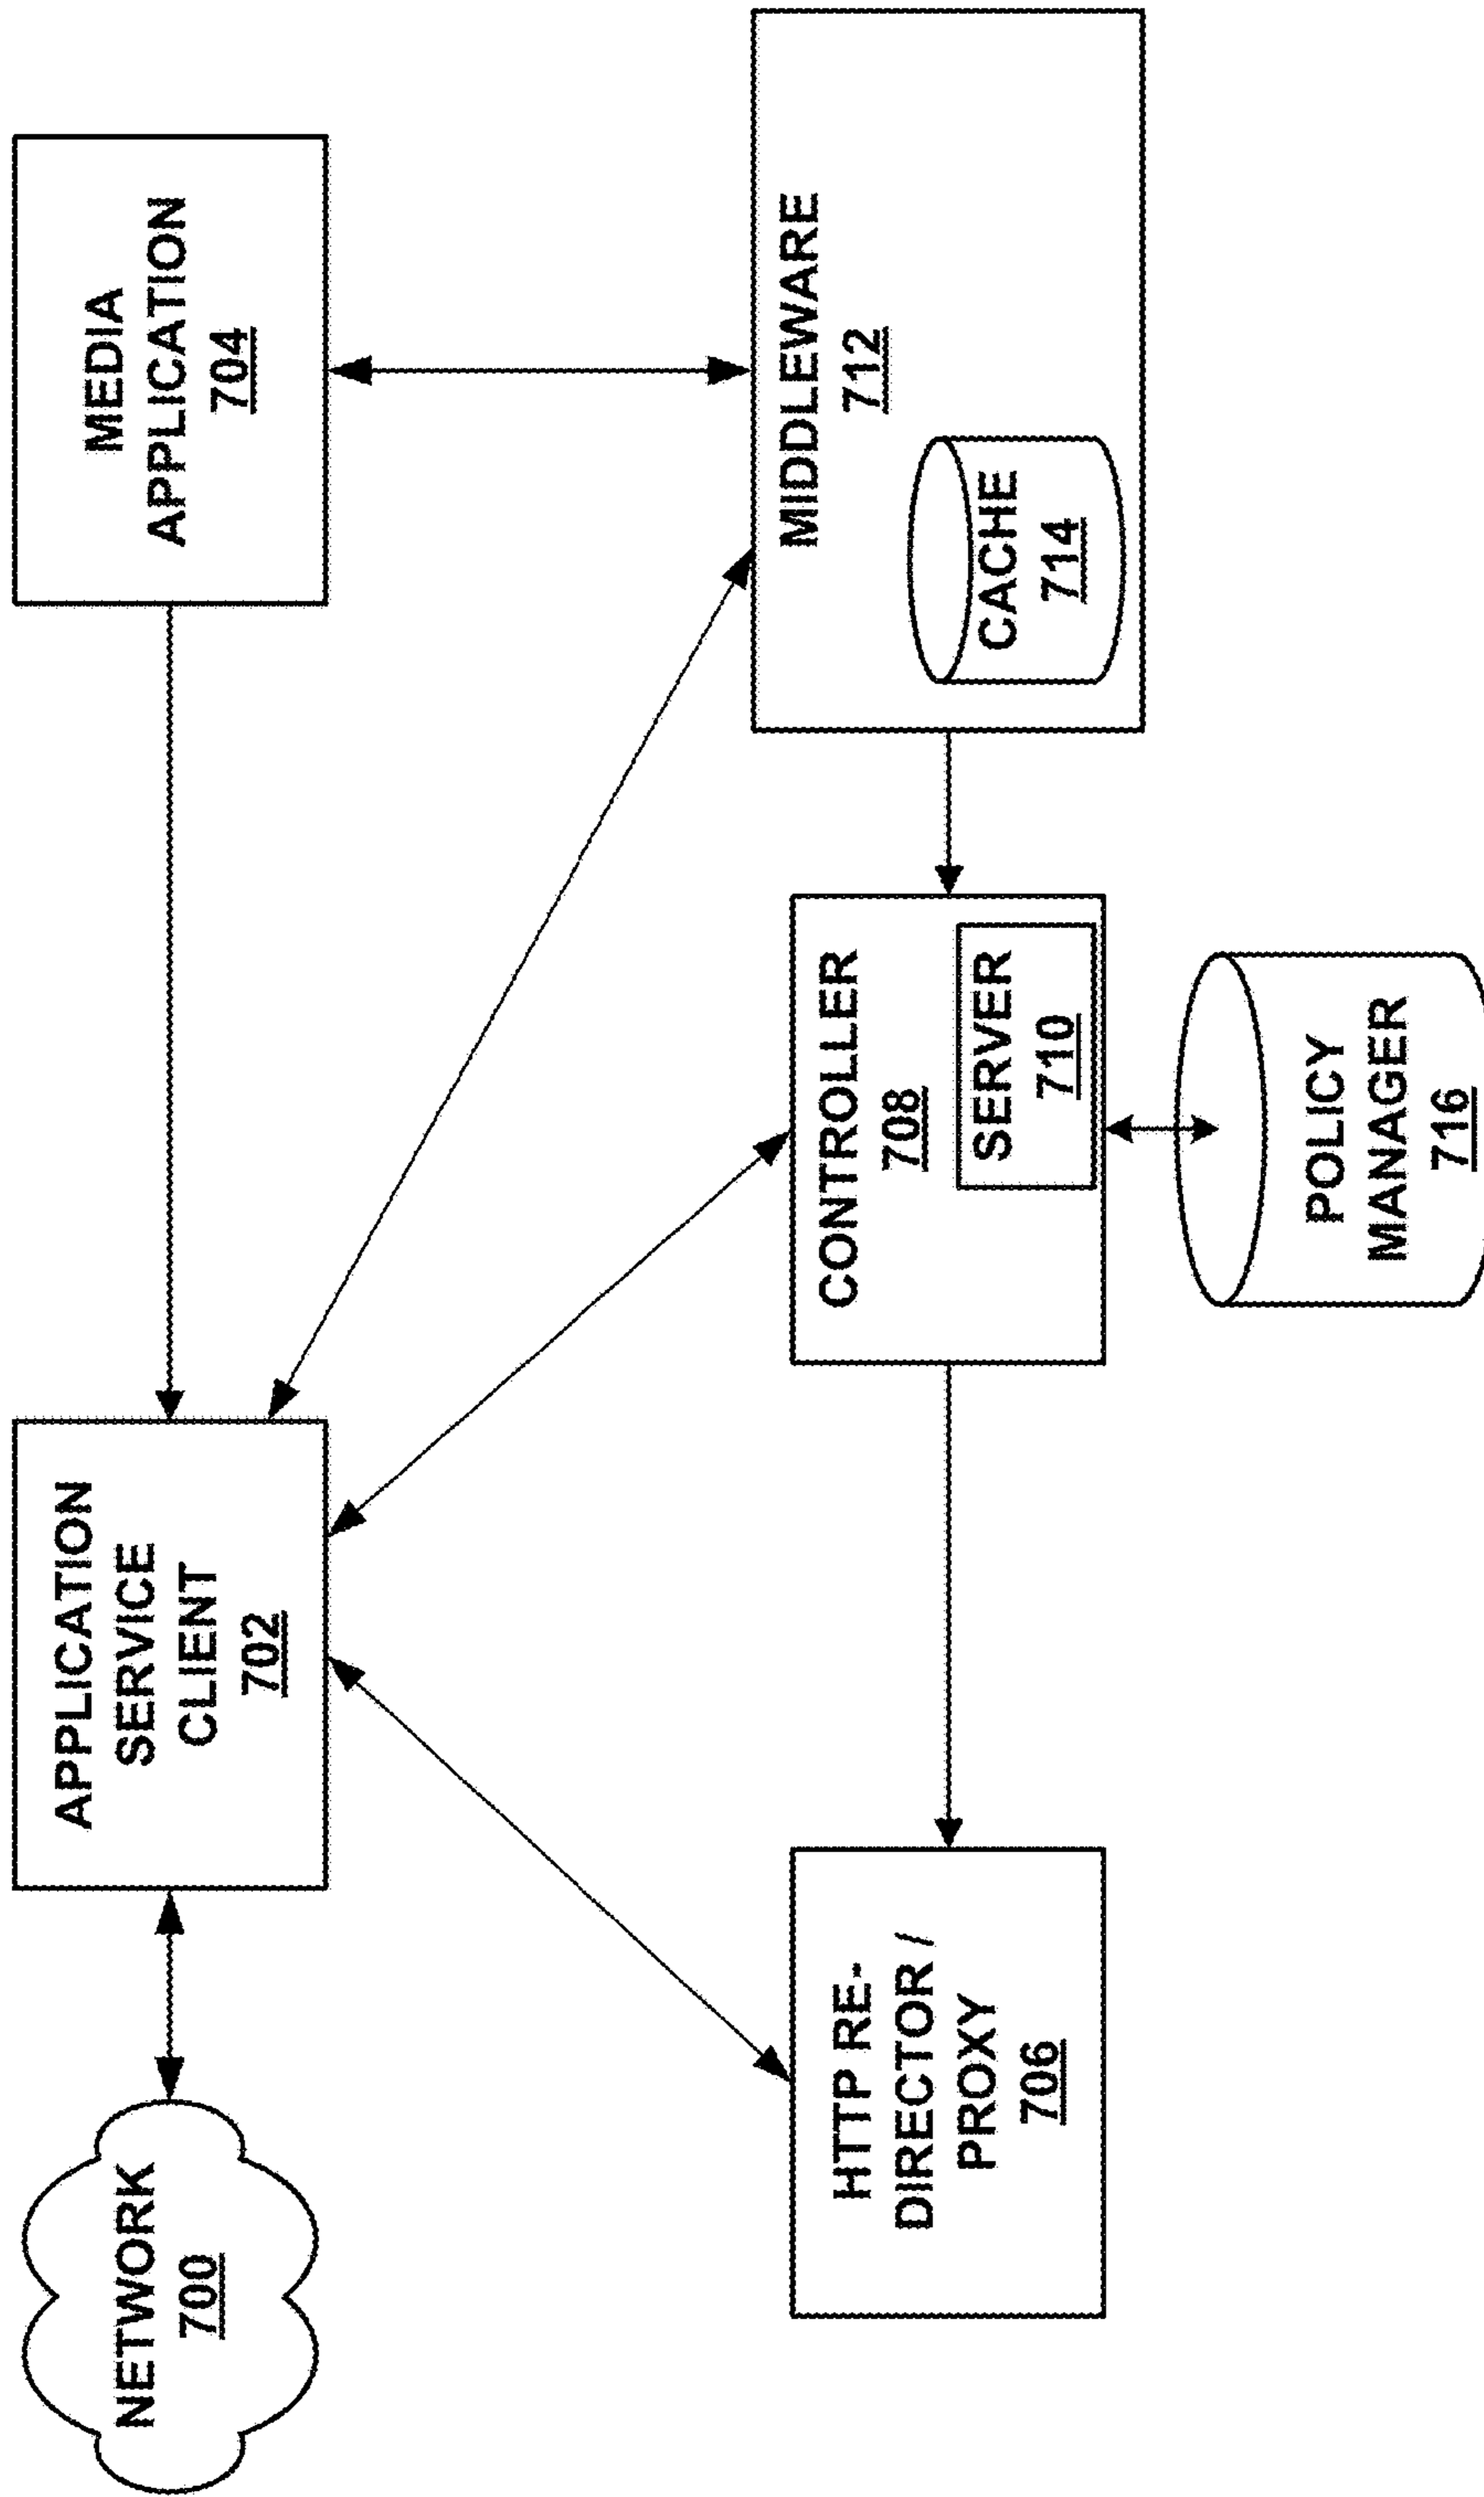 NETWORK
700
APPLICATION
SERVICE
CLIENT
702
MEDIA
APPLICATION
704
HTTP RE-
DIRECTOR /
PROXY
706
CONTROLLER
708
SERVER
710
MIDDLEWARE
712
CACHE
714
POLICY
MANAGER
716